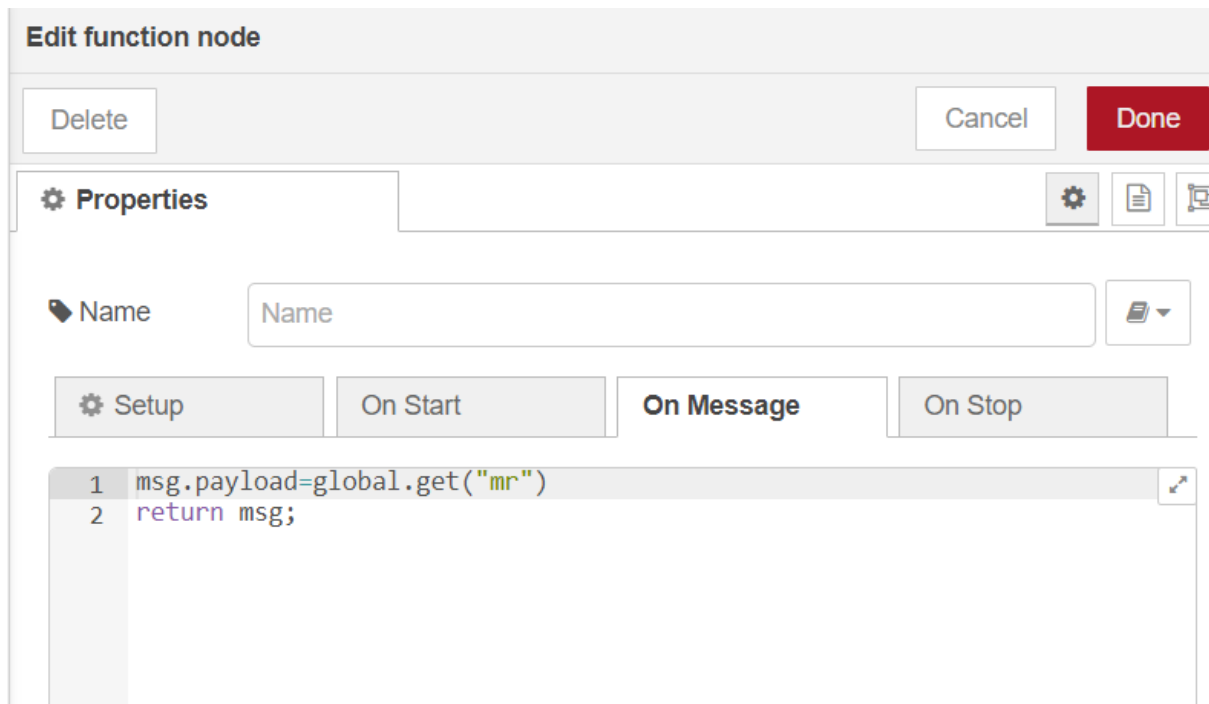 Edit function node
Delete Cancel Done
Properties
Name Name
Setup On Start On Message On Stop
1 msg.payload=global.get("mr")
2 return msg;